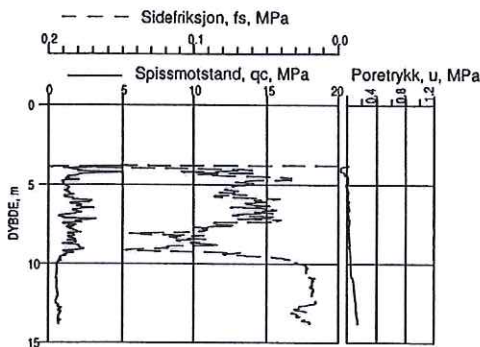 — — — Sidefriksjon, fs, MPa
0,2 0,1 0,0
Spissmotstand, qc, MPa Poretrykk, u, MPa
0 5 10 15 20 0,4 0,8 1,2
0
5
10
15
DYBDE, m